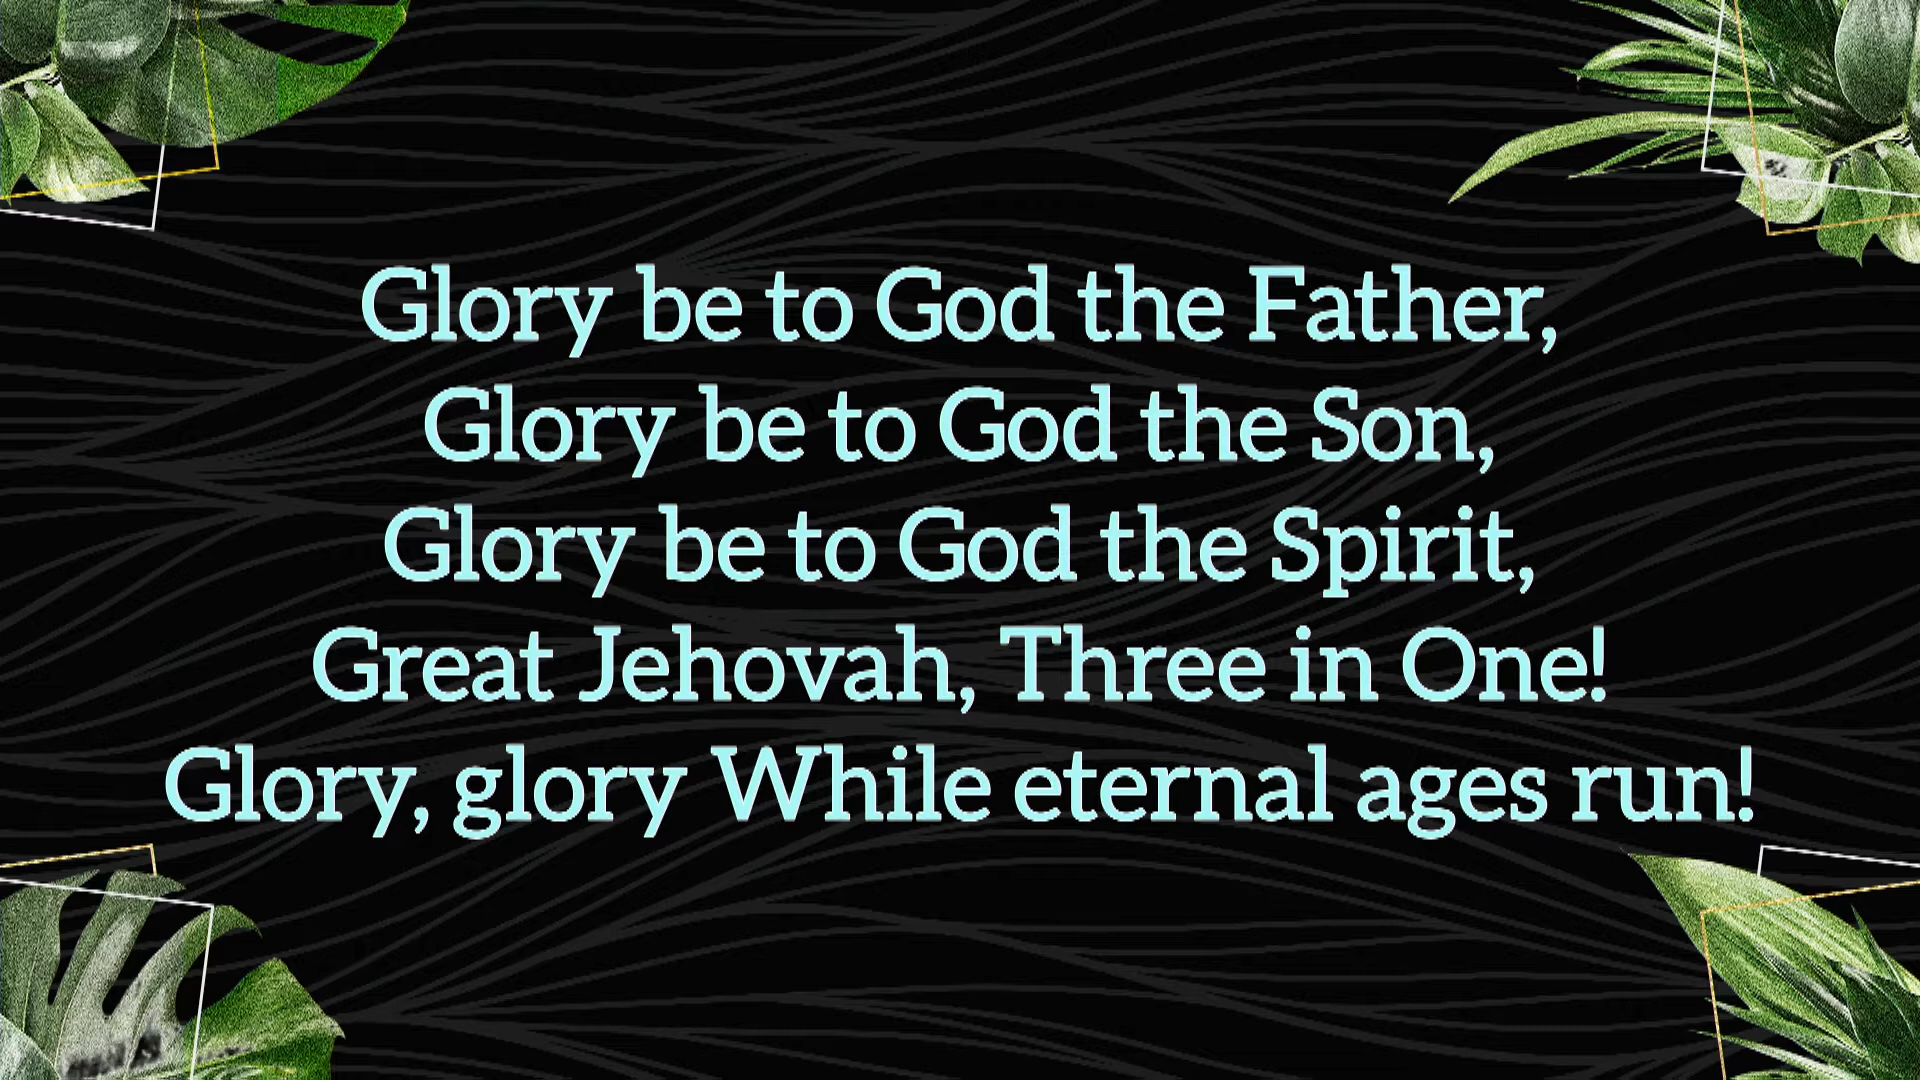 Glory be to God the Father,
Glory be to God the Son,
Glory be to God the Spirit,
Great Jehovah, Three in One!
Glory, glory While eternal ages run!